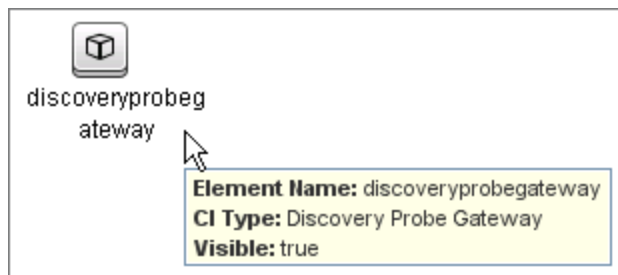 discoveryprobeg
ateway
Element Name: discoveryprobegateway
CI Type: Discovery Probe Gateway
Visible: true